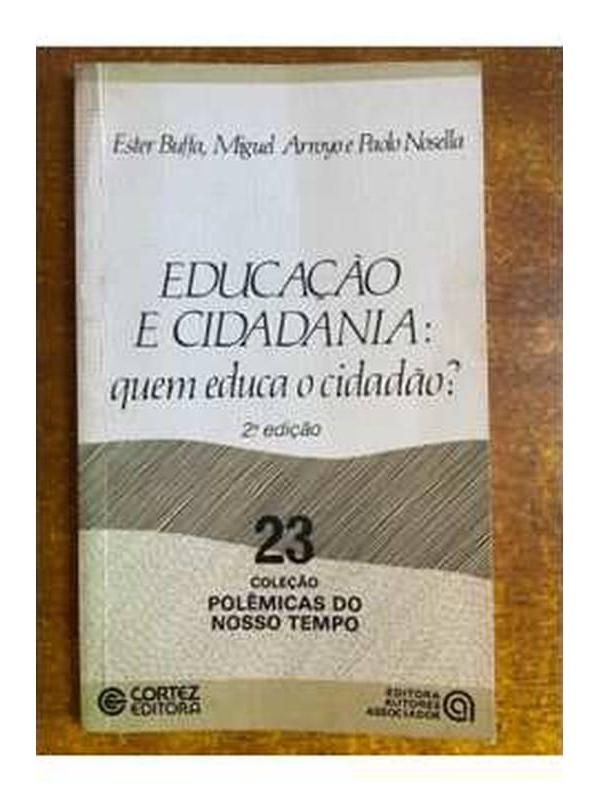 Ester Buffa, Miguel Arroyo e Paolo Nosella
EDUCAÇÃO
E CIDADANIA:
quem educa o cidadão?
2ª edição
23
COLEÇÃO
POLÊMICAS DO
NOSSO TEMPO
CORTEZ
EDITORA
EDITORA
AUTORES
ASSOCIADOS